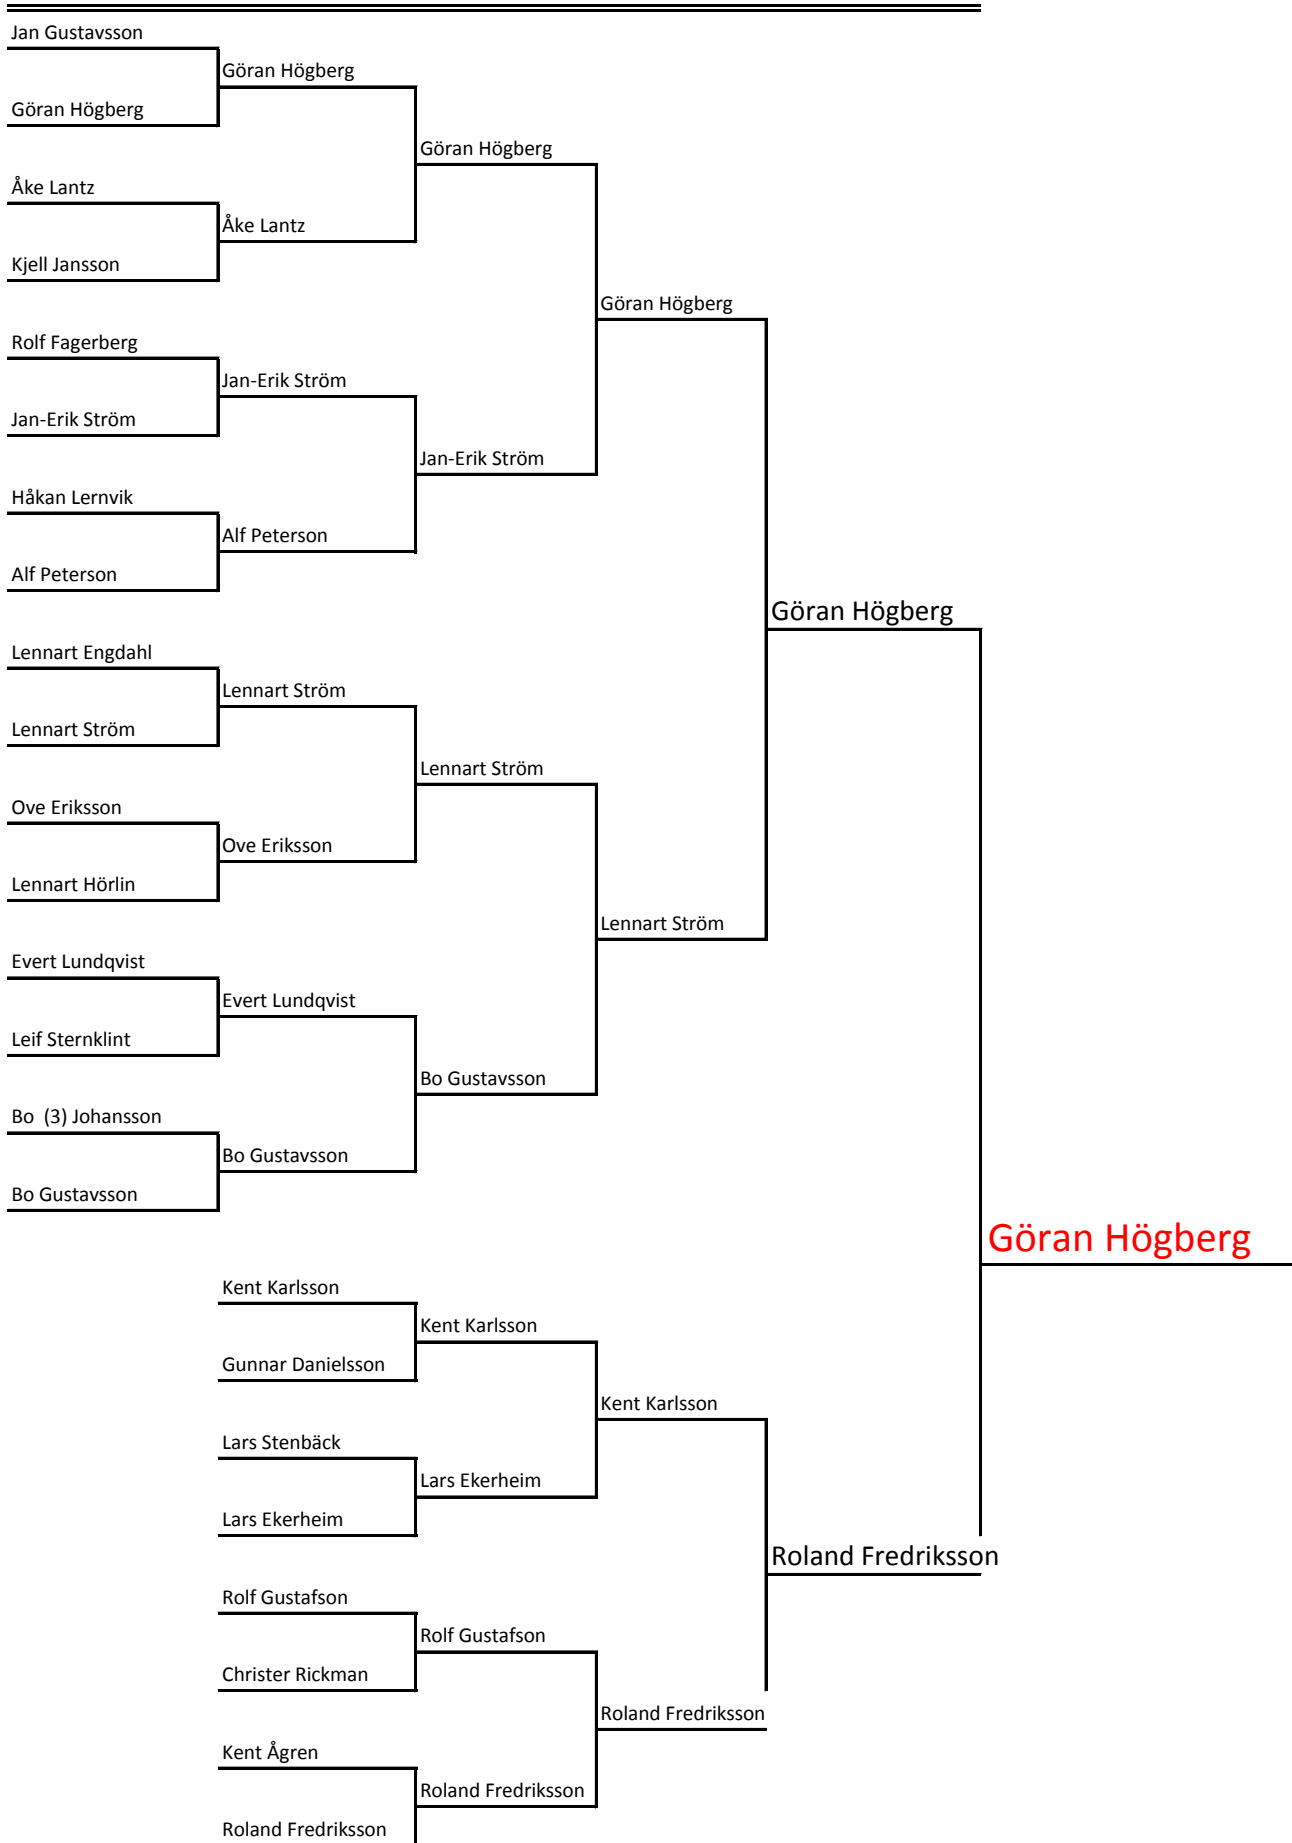 Jan Gustavsson
Göran Högberg
Göran Högberg
Göran Högberg
Åke Lantz
Åke Lantz
Kjell Jansson
Göran Högberg
Rolf Fagerberg
Jan-Erik Ström
Jan-Erik Ström
Jan-Erik Ström
Håkan Lernvik
Alf Peterson
Alf Peterson
Göran Högberg
Lennart Engdahl
Lennart Ström
Lennart Ström
Lennart Ström
Ove Eriksson
Ove Eriksson
Lennart Hörlin
Lennart Ström
Evert Lundqvist
Evert Lundqvist
Leif Sternklint
Bo Gustavsson
Bo  (3) Johansson
Bo Gustavsson
Bo Gustavsson
Göran Högberg
Kent Karlsson
Kent Karlsson
Gunnar Danielsson
Kent Karlsson
Lars Stenbäck
Lars Ekerheim
Lars Ekerheim
Roland Fredriksson
Rolf Gustafson
Rolf Gustafson
Christer Rickman
Roland Fredriksson
Kent Ågren
Roland Fredriksson
Roland Fredriksson